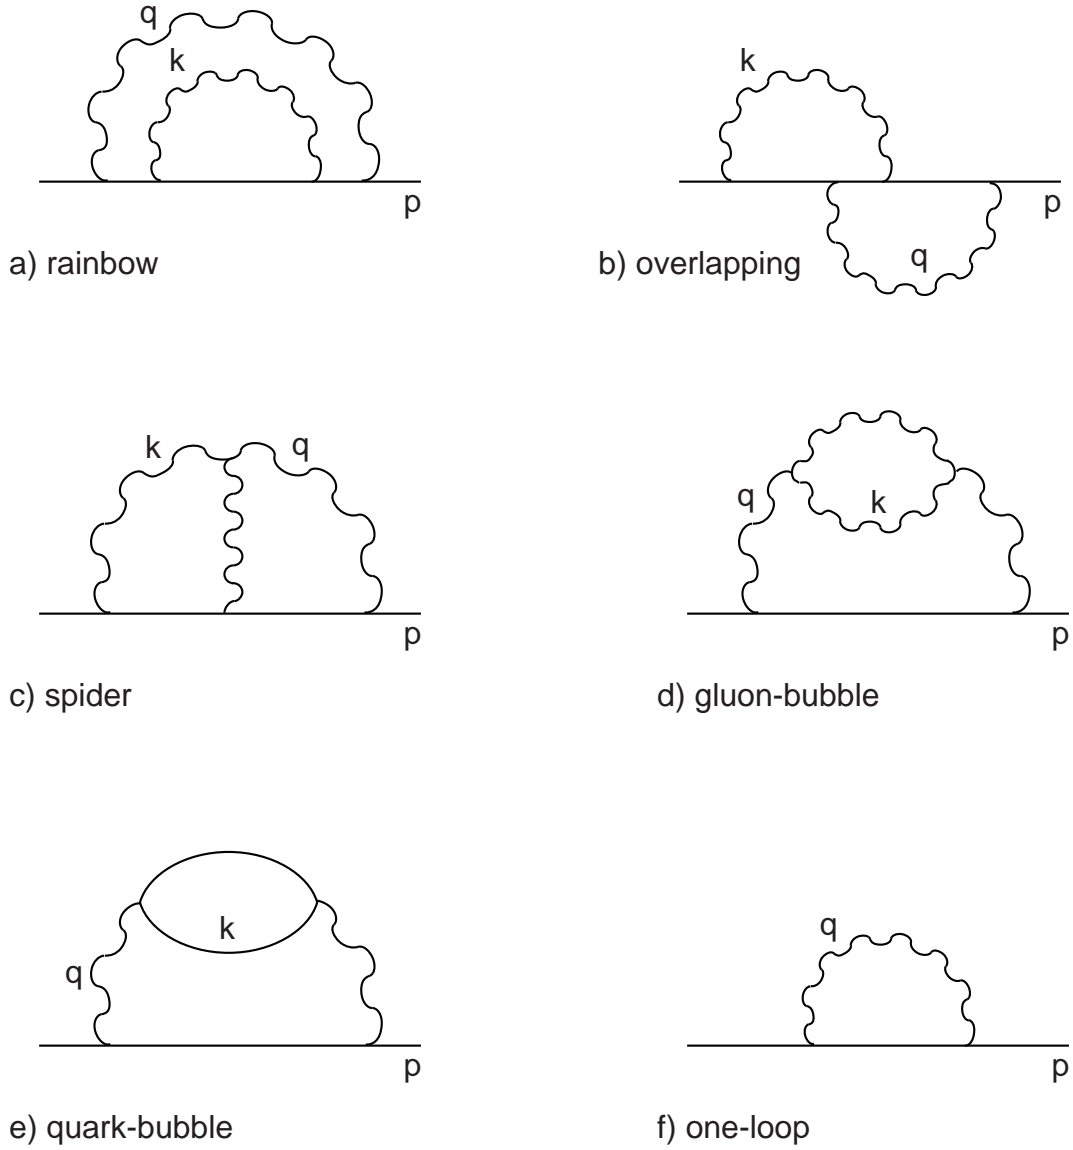 q
k
p
a) rainbow
k
p
q
b) overlapping
k
q
p
c) spider
q
k
p
d) gluon-bubble
k
q
p
e) quark-bubble
q
p
f) one-loop